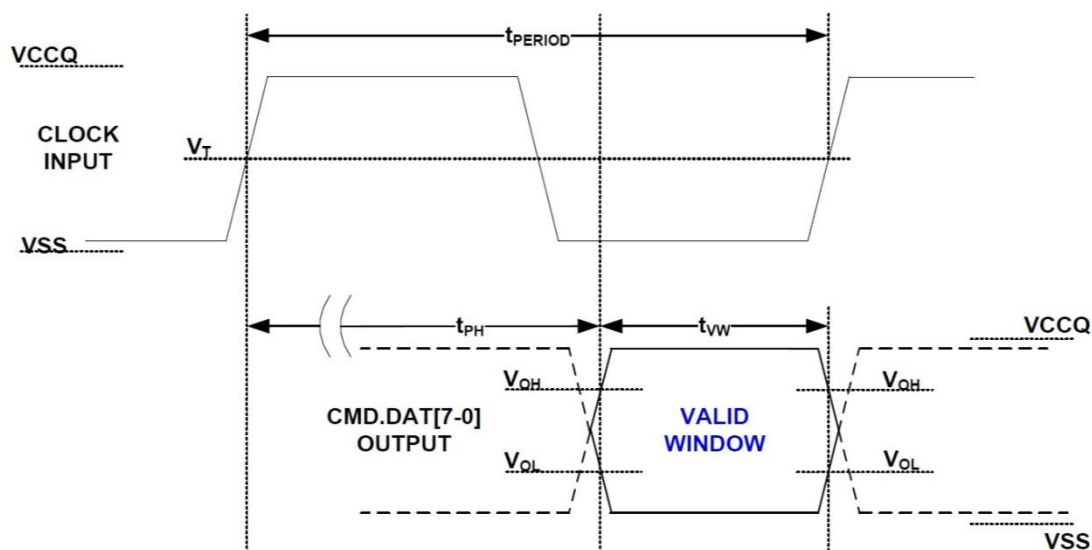 tPERIOD
VCCQ
CLOCK
INPUT
VT
VSS
tPH
tVW
VCCQ
VOH
VOH
CMD.DAT[7-0]
OUTPUT
VALID
WINDOW
VOL
VOL
VSS